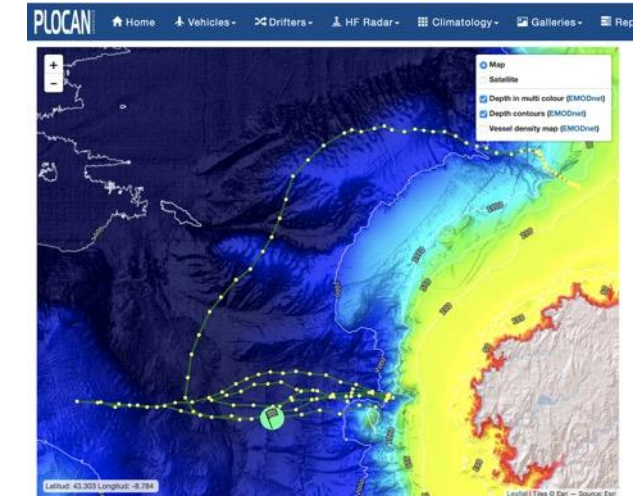 PLOCAN Home Vehicles Drifters HF Radar Climatology Galleries Rep
+
−
Map
Satellite
Depth in multi colour (EMODnet)
Depth contours (EMODnet)
Vessel density map (EMODnet)
Latitud: 43.303 Longitud: -8.784
Leaflet | Tiles © Esri — Source: Esri